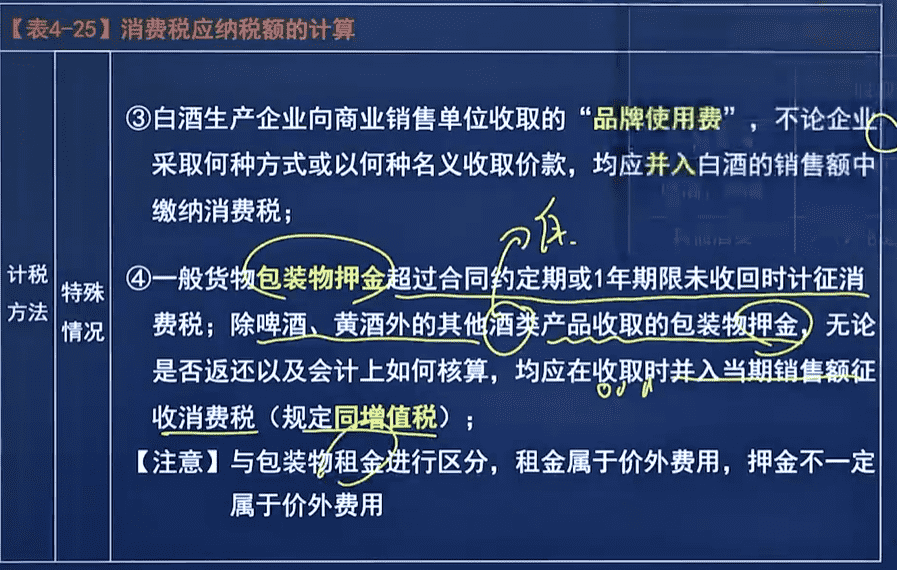 【表4-25】消费税应纳税额的计算
计税
方法
特殊
情况
③白酒生产企业向商业销售单位收取的“品牌使用费”，不论企业
采取何种方式或以何种名义收取价款，均应并入白酒的销售额中
缴纳消费税；
④一般货物包装物押金超过合同约定期或1年期限未收回时计征消
费税；除啤酒、黄酒外的其他酒类产品收取的包装物押金，无论
是否返还以及会计上如何核算，均应在收取时并入当期销售额征
收消费税（规定同增值税）；
【注意】与包装物租金进行区分，租金属于价外费用，押金不一定
属于价外费用